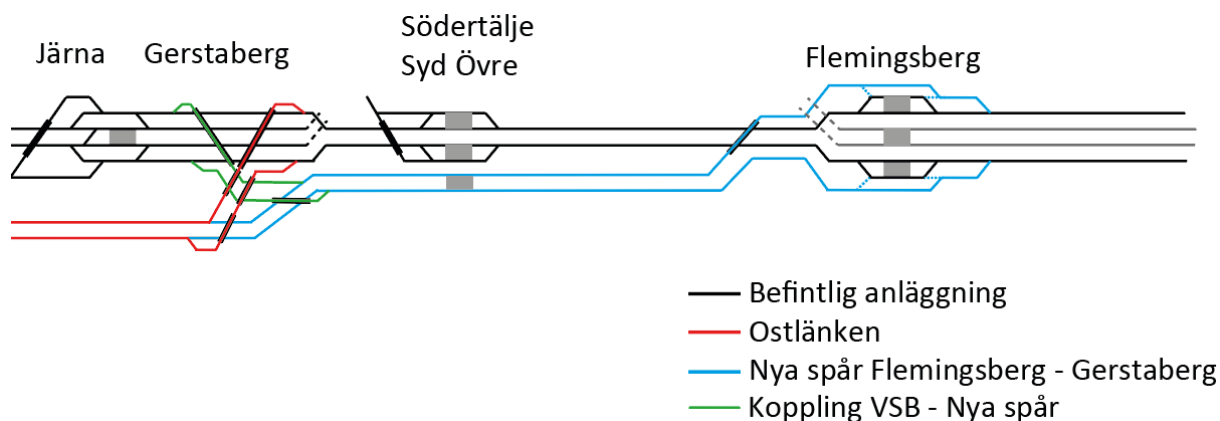 Järna
Gerstaberg
Södertälje
Syd Övre
Flemingsberg
Befintlig anläggning
Ostlänken
Nya spår Flemingsberg - Gerstaberg
Koppling VSB - Nya spår